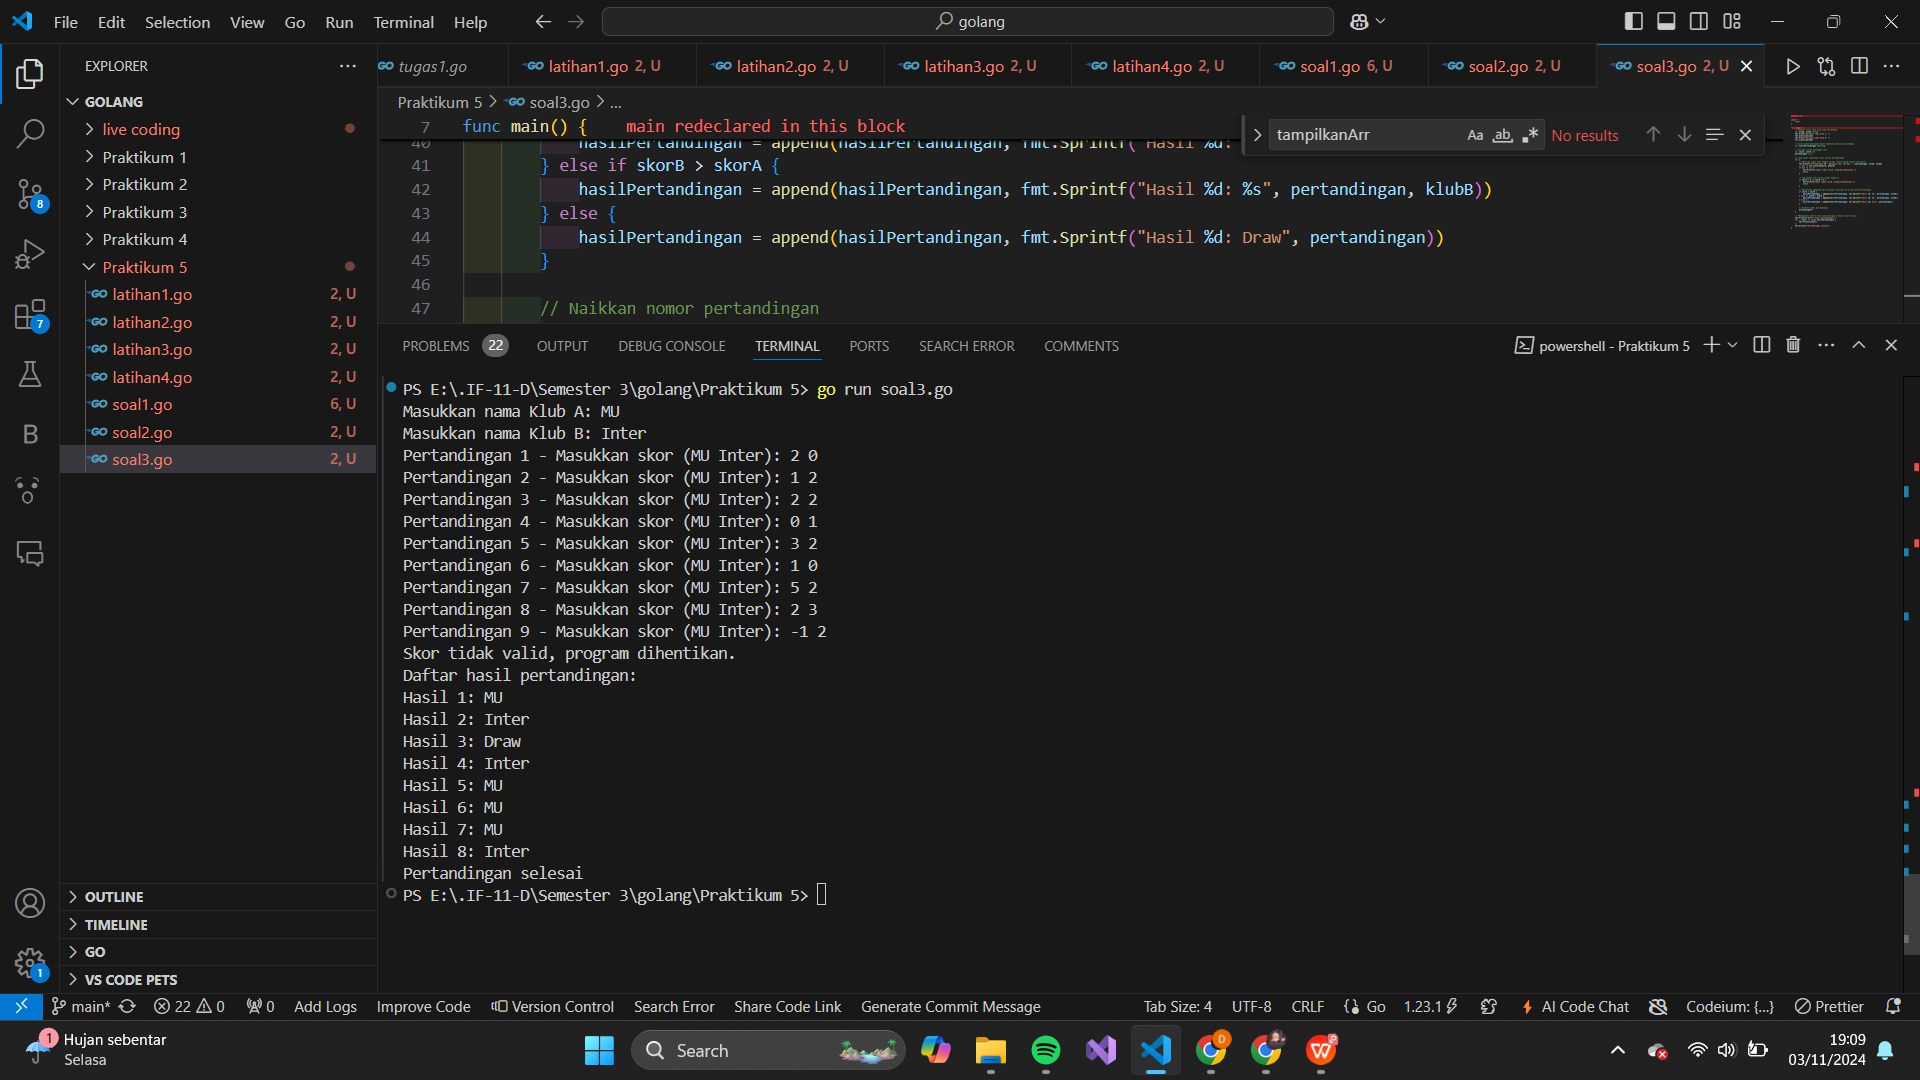 File Edit Selection View Go Run Terminal Help
golang
EXPLORER
GOLANG
live coding
Praktikum 1
Praktikum 2
Praktikum 3
Praktikum 4
Praktikum 5
latihan1.go 2, U
latihan2.go 2, U
latihan3.go 2, U
latihan4.go 2, U
soal1.go 6, U
soal2.go 2, U
soal3.go 2, U
OUTLINE
TIMELINE
GO
VS CODE PETS
8
7
B
1
tugas1.go latihan1.go 2, U latihan2.go 2, U latihan3.go 2, U latihan4.go 2, U soal1.go 6, U soal2.go 2, U soal3.go 2, U
Praktikum 5 > soal3.go > ...
7 func main() { main redeclared in this block
tampilkanArr Aa ab No results
40 hasilPertandingan = append(hasilPertandingan, fmt.Sprintf("Hasil %d:
41 } else if skorB > skorA {
42 hasilPertandingan = append(hasilPertandingan, fmt.Sprintf("Hasil %d: %s", pertandingan, klubB))
43 } else {
44 hasilPertandingan = append(hasilPertandingan, fmt.Sprintf("Hasil %d: Draw", pertandingan))
45 }
46
47 // Naikkan nomor pertandingan
PROBLEMS 22 OUTPUT DEBUG CONSOLE TERMINAL PORTS SEARCH ERROR COMMENTS
powershell - Praktikum 5
PS E:\.IF-11-D\Semester 3\golang\Praktikum 5> go run soal3.go
Masukkan nama Klub A: MU
Masukkan nama Klub B: Inter
Pertandingan 1 - Masukkan skor (MU Inter): 2 0
Pertandingan 2 - Masukkan skor (MU Inter): 1 2
Pertandingan 3 - Masukkan skor (MU Inter): 2 2
Pertandingan 4 - Masukkan skor (MU Inter): 0 1
Pertandingan 5 - Masukkan skor (MU Inter): 3 2
Pertandingan 6 - Masukkan skor (MU Inter): 1 0
Pertandingan 7 - Masukkan skor (MU Inter): 5 2
Pertandingan 8 - Masukkan skor (MU Inter): 2 3
Pertandingan 9 - Masukkan skor (MU Inter): -1 2
Skor tidak valid, program dihentikan.
Daftar hasil pertandingan:
Hasil 1: MU
Hasil 2: Inter
Hasil 3: Draw
Hasil 4: Inter
Hasil 5: MU
Hasil 6: MU
Hasil 7: MU
Hasil 8: Inter
Pertandingan selesai
PS E:\.IF-11-D\Semester 3\golang\Praktikum 5>
main* 22 0 0 Add Logs Improve Code Version Control Search Error Share Code Link Generate Commit Message Tab Size: 4 UTF-8 CRLF Go 1.23.1 AI Code Chat Codeium: {...} Prettier
1
Hujan sebentar
Selasa
Search
19:09
03/11/2024